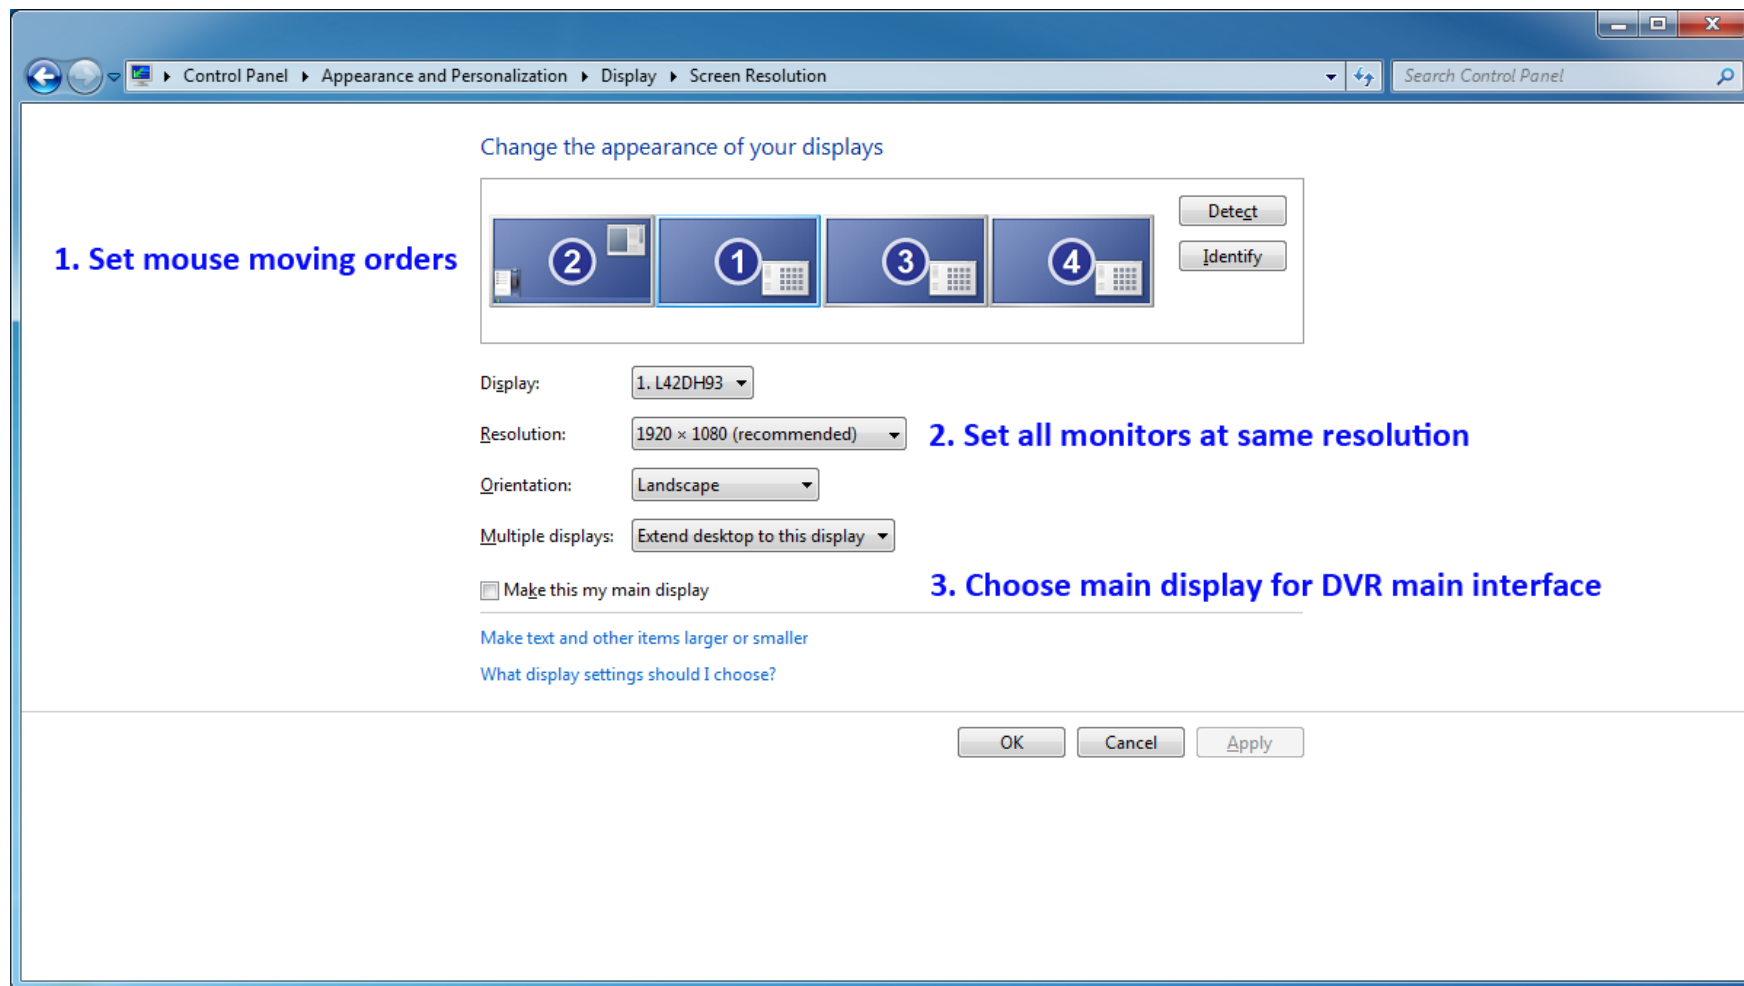 Control Panel ▸ Appearance and Personalization ▸ Display ▸ Screen Resolution
Search Control Panel
Change the appearance of your displays
1. Set mouse moving orders
2 1 3 4
Detect
Identify
Display: 1. L42DH93
Resolution: 1920 × 1080 (recommended)
2. Set all monitors at same resolution
Orientation: Landscape
Multiple displays: Extend desktop to this display
Make this my main display
3. Choose main display for DVR main interface
Make text and other items larger or smaller
What display settings should I choose?
OK Cancel Apply